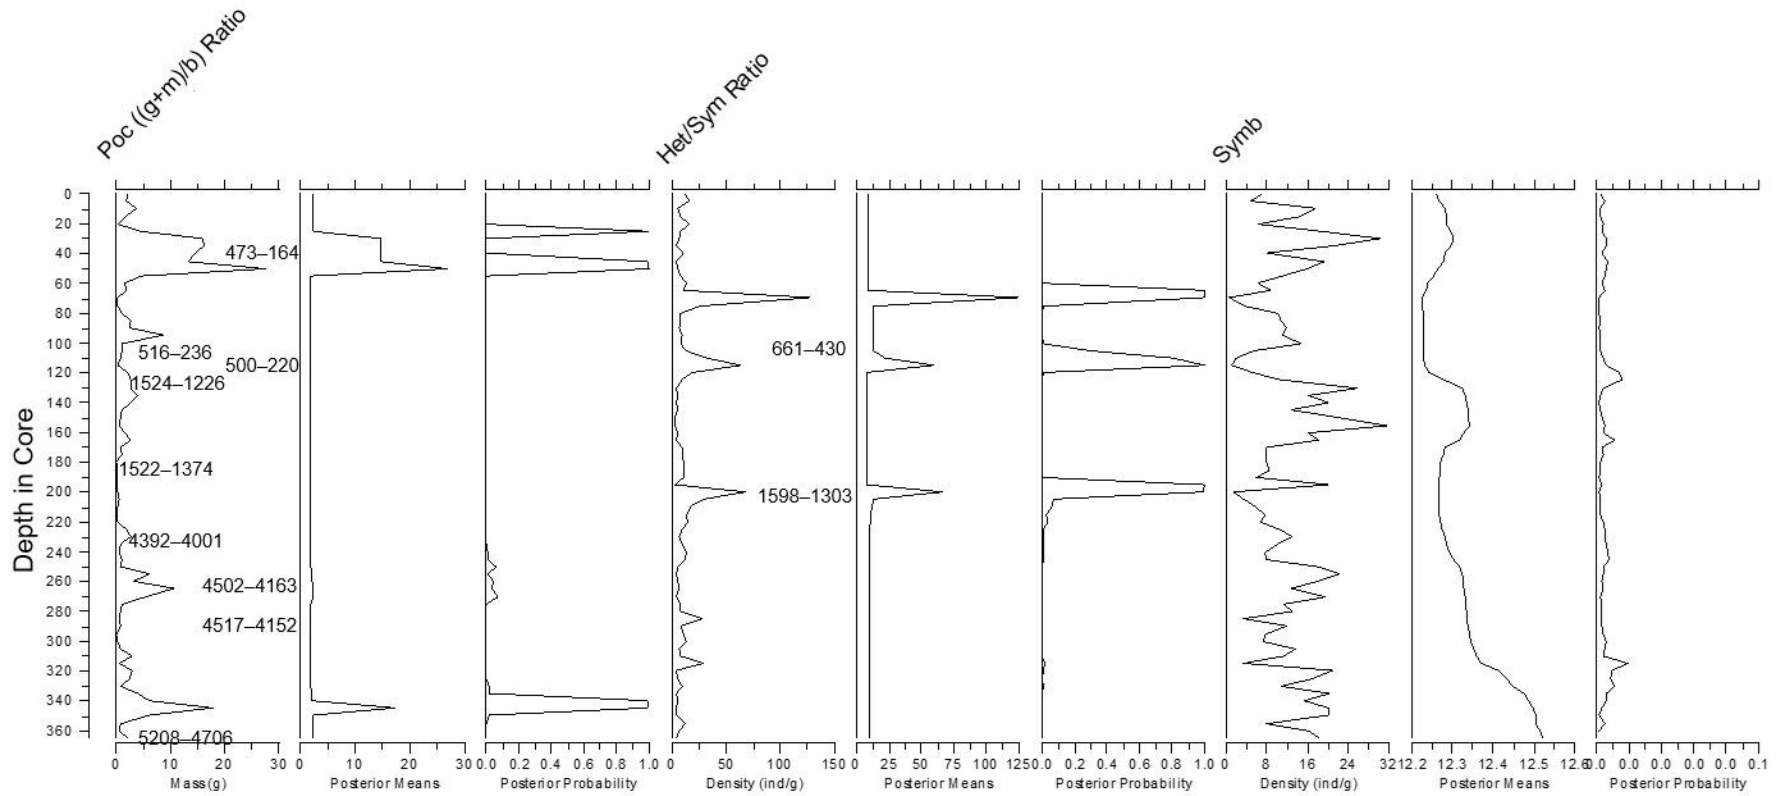 Poc ((g+m)/b) Ratio
Het/Sym Ratio
Symb
Depth in Core
0
20
40
60
80
100
120
140
160
180
200
220
240
260
280
300
320
340
360
473–164
516–236
500–220
1524–1226
1522–1374
4392–4001
4502–4163
4517–4152
5208–4706
661–430
1598–1303
0 10 20 30
Mass(g)
0 10 20 30
Posterior Means
0.0 0.2 0.4 0.6 0.8 1.0
Posterior Probability
0 50 100 150
Density (ind/g)
0 25 50 75 100 125
Posterior Means
0.0 0.2 0.4 0.6 0.8 1.0
Posterior Probability
0 8 16 24 32
Density (ind/g)
12.2 12.3 12.4 12.5 12.6
Posterior Means
0.0 0.0 0.0 0.0 0.0 0.1
Posterior Probability